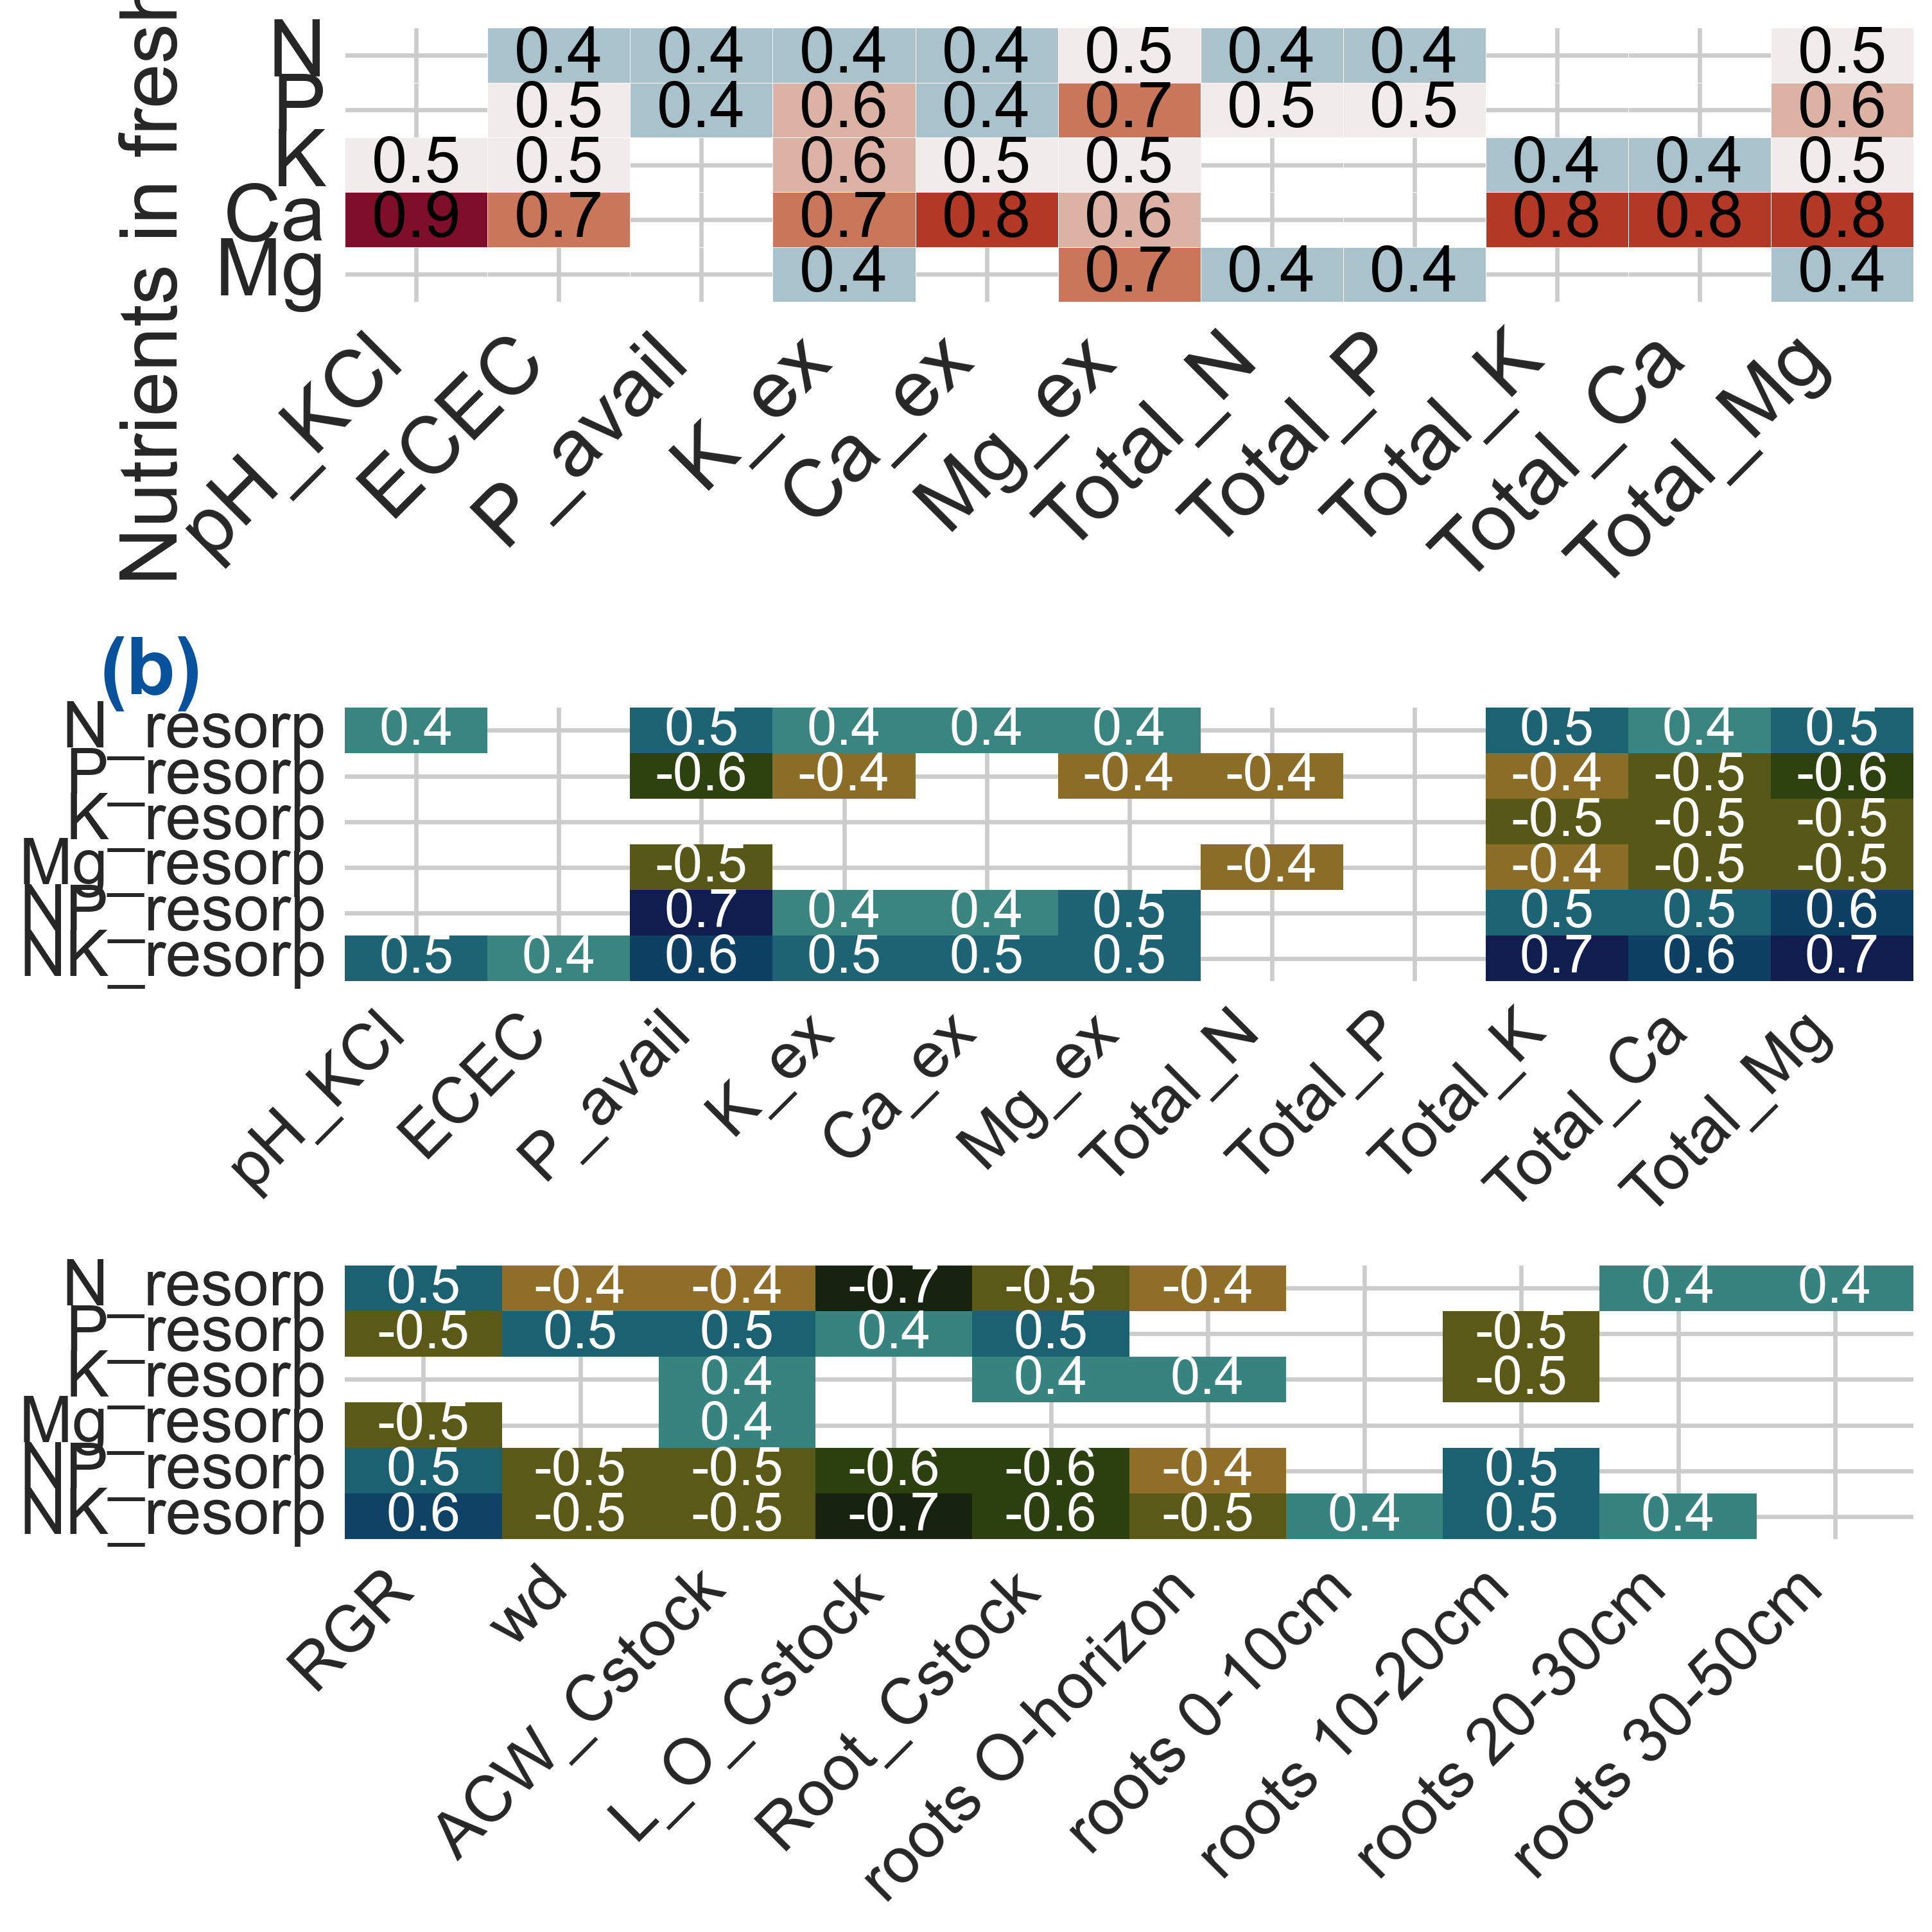 Nutrients in fresh
N 0.4 0.4 0.4 0.4 0.5 0.4 0.4 0.5
P 0.5 0.4 0.6 0.4 0.7 0.5 0.5 0.6
K 0.5 0.5 0.6 0.5 0.5 0.4 0.4 0.5
Ca 0.9 0.7 0.7 0.8 0.6 0.8 0.8 0.8
Mg 0.4 0.7 0.4 0.4 0.4
pH_KCl ECEC P_avail K_ex Ca_ex Mg_ex Total_N Total_P Total_K Total_Ca Total_Mg
(b)
N_resorp 0.4 0.5 0.4 0.4 0.4 0.5 0.4 0.5
P_resorp -0.6 -0.4 -0.4 -0.4 -0.4 -0.5 -0.6
K_resorp -0.5 -0.5 -0.5
Mg_resorp -0.5 -0.4 -0.4 -0.5 -0.5
NP_resorp 0.7 0.4 0.4 0.5 0.5 0.5 0.6
NK_resorp 0.5 0.4 0.6 0.5 0.5 0.5 0.7 0.6 0.7
pH_KCl ECEC P_avail K_ex Ca_ex Mg_ex Total_N Total_P Total_K Total_Ca Total_Mg
N_resorp 0.5 -0.4 -0.4 -0.7 -0.5 -0.4 0.4 0.4
P_resorp -0.5 0.5 0.5 0.4 0.5 -0.5
K_resorp 0.4 0.4 0.4 -0.5
Mg_resorp -0.5 0.4
NP_resorp 0.5 -0.5 -0.5 -0.6 -0.6 -0.4 0.5
NK_resorp 0.6 -0.5 -0.5 -0.7 -0.6 -0.5 0.4 0.5 0.4
RGR wd ACW_Cstock L_O_Cstock Root_Cstock roots O-horizon roots 0-10cm roots 10-20cm roots 20-30cm roots 30-50cm